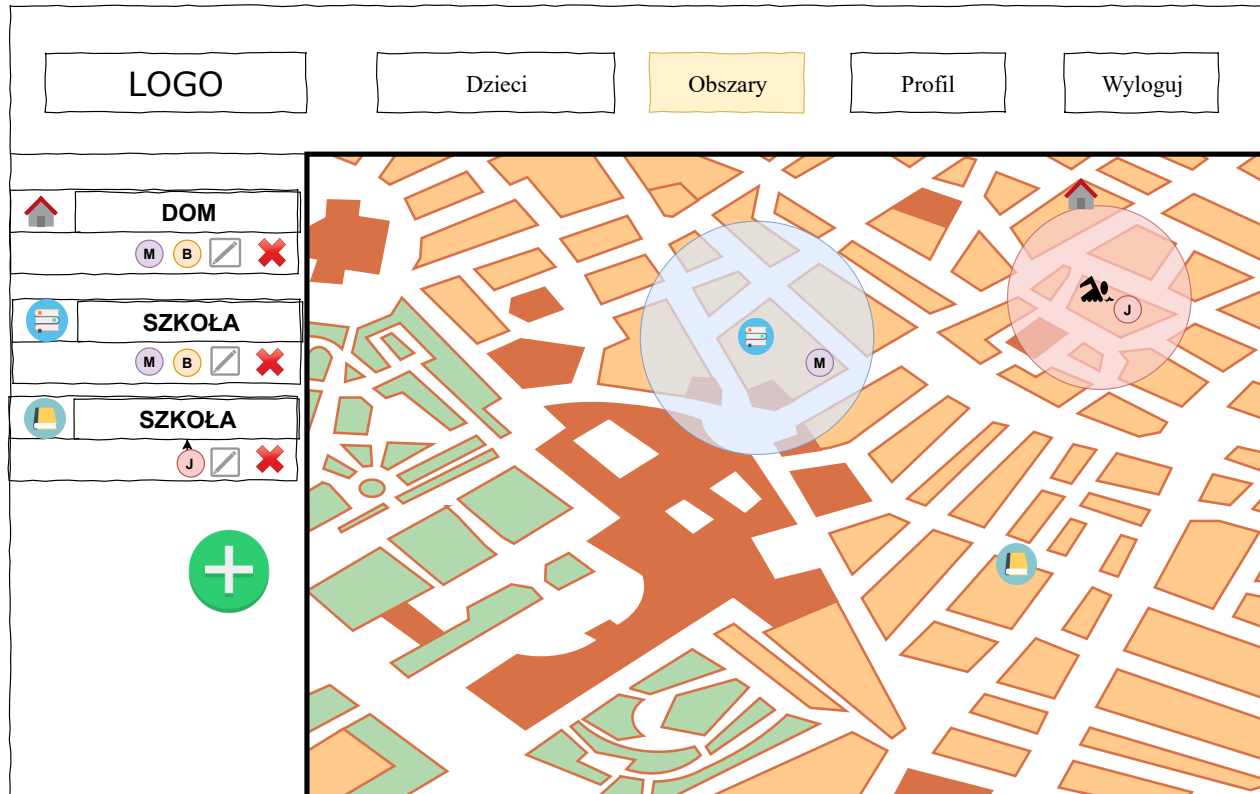 LOGO
Dzieci
Obszary
Profil
Wyloguj
DOM
M B
SZKOŁA
M B
SZKOŁA
J
M
J